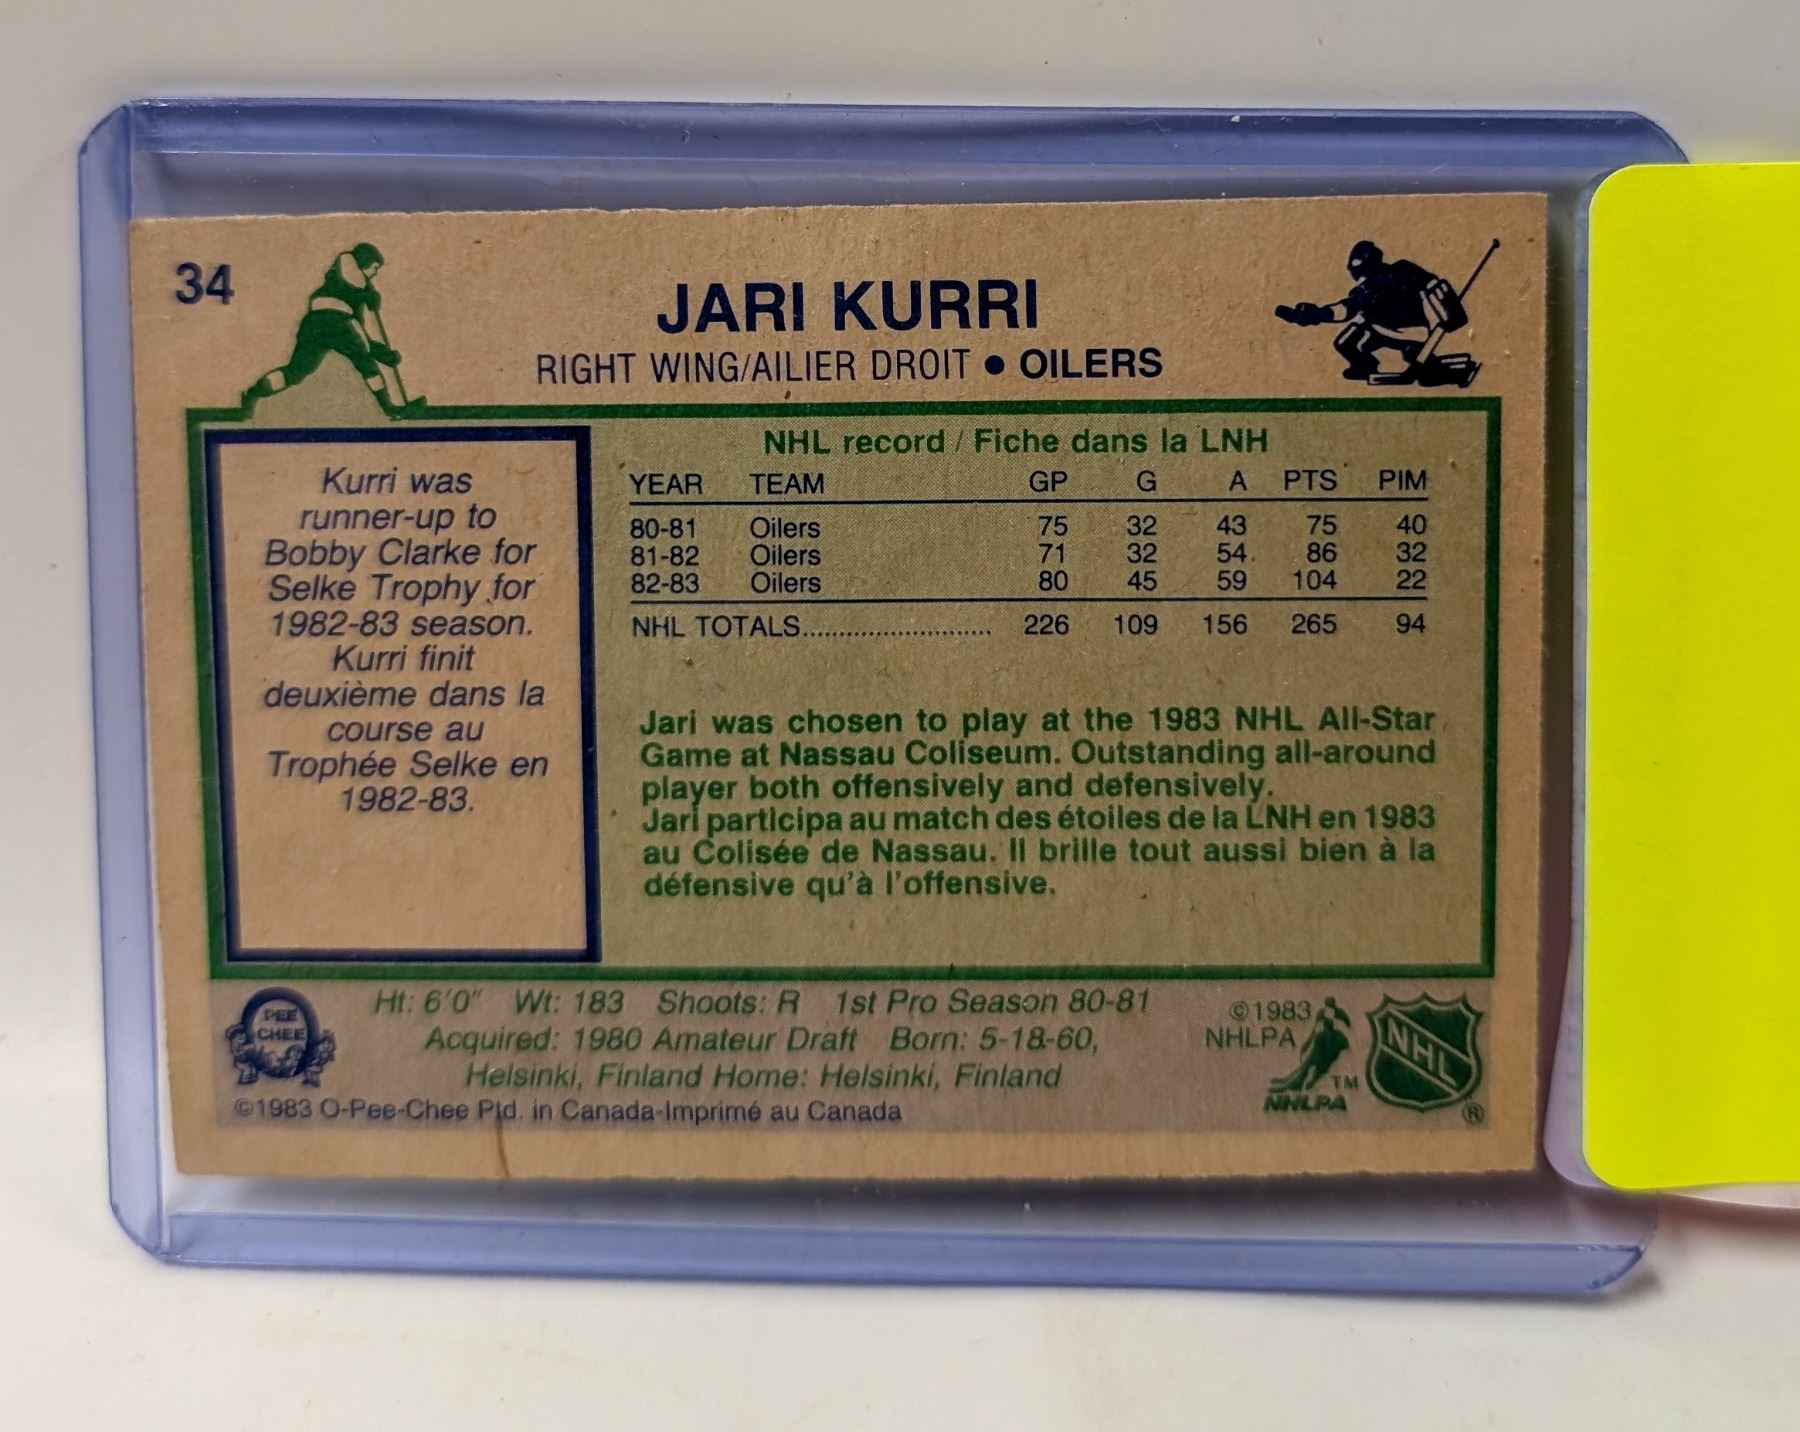 34
JARI KURRI
RIGHT WING/AILIER DROIT • OILERS
Kurri was
runner-up to
Bobby Clarke for
Selke Trophy for
1982-83 season.
Kurri finit
deuxième dans la
course au
Trophée Selke en
1982-83.
NHL record / Fiche dans la LNH
YEAR TEAM GP G A PTS PIM
80-81 Oilers 75 32 43 75 40
81-82 Oilers 71 32 54 86 32
82-83 Oilers 80 45 59 104 22
NHL TOTALS........................... 226 109 156 265 94
Jari was chosen to play at the 1983 NHL All-Star
Game at Nassau Coliseum. Outstanding all-around
player both offensively and defensively.
Jari participa au match des étoiles de la LNH en 1983
au Colisée de Nassau. Il brille tout aussi bien à la
défensive qu'à l'offensive.
PEE
CHEE
Ht: 6'0" Wt: 183 Shoots: R 1st Pro Season 80-81
Acquired: 1980 Amateur Draft Born: 5-18-60,
Helsinki, Finland Home: Helsinki, Finland
©1983 O-Pee-Chee Ptd. in Canada-Imprimé au Canada
©1983
NHLPA
TM
NHLPA
NHL
®